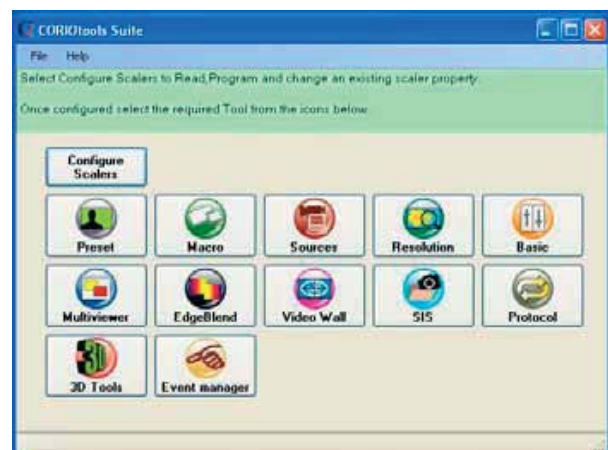 CORIOtools Suite
File Help
Select Configure Scalers to Read,Program and change an existing scaler property.
Once configured select the required Tool from the icons below
Configure
Scalers
Preset Macro Sources Resolution Basic
Multiviewer EdgeBlend Video Wall SIS Protocol
3D
3D Tools Event manager